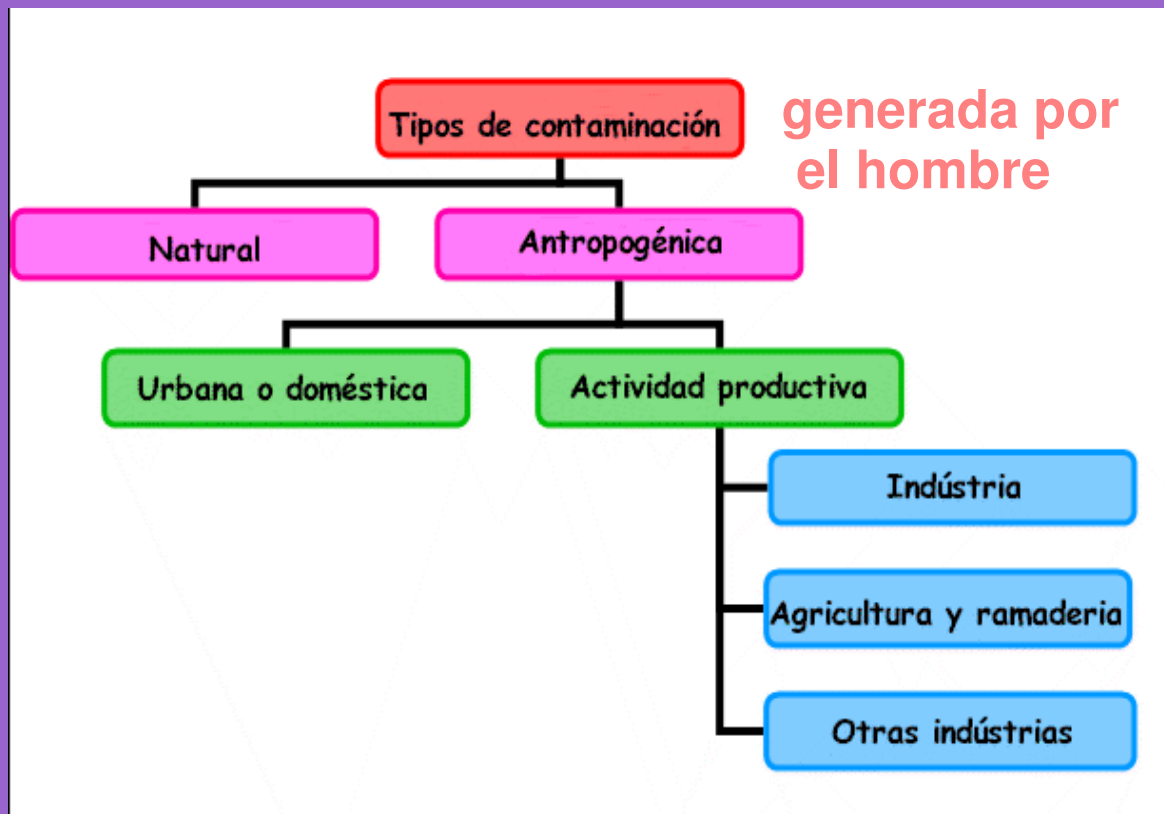 Tipos de contaminación
generada por
el hombre
Natural
Antropogénica
Urbana o doméstica
Actividad productiva
Indústria
Agricultura y ramaderia
Otras indústrias